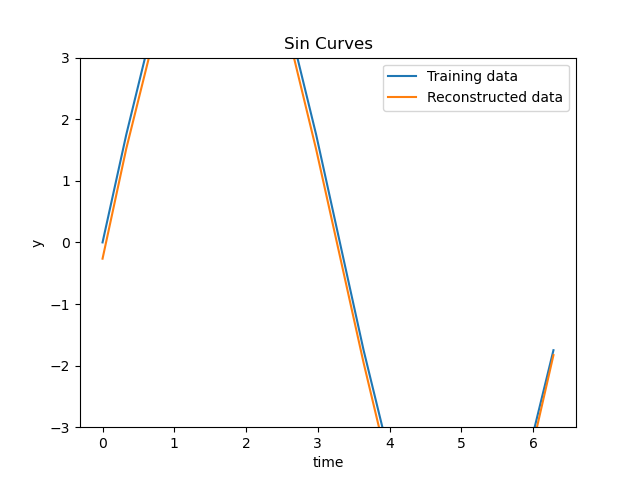 Sin Curves
Training data
Reconstructed data
3
2
1
0
−1
−2
−3
y
0 1 2 3 4 5 6
time